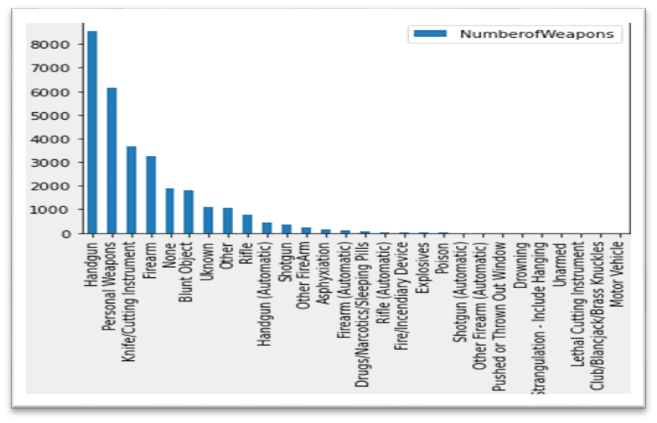 NumberofWeapons
8000
7000
6000
5000
4000
3000
2000
1000
0
Handgun
Personal Weapons
Knife/Cutting Instrument
Firearm
None
Blunt Object
Uknown
Other
Rifle
Handgun (Automatic)
Shotgun
Other FireArm
Asphyxiation
Firearm (Automatic)
Drugs/Narcotics/Sleeping Pills
Rifle (Automatic)
Fire/Incendiary Device
Explosives
Poison
Shotgun (Automatic)
Other Firearm (Automatic)
Pushed or Thrown Out Window
Drowning
Strangulation - Include Hanging
Unarmed
Lethal Cutting Instrument
Club/Blancjack/Brass Knuckles
Motor Vehicle